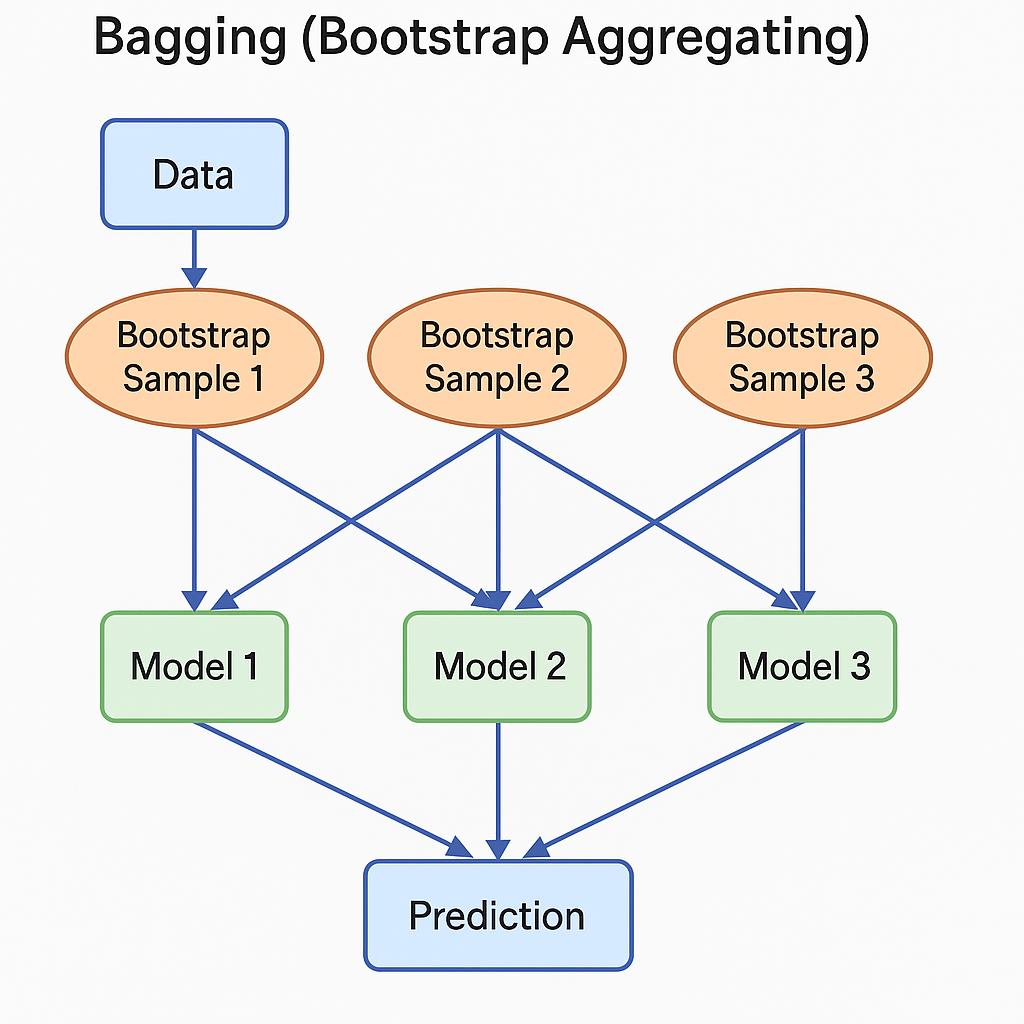 Bagging (Bootstrap Aggregating)
Data
Bootstrap
Sample 1
Bootstrap
Sample 2
Bootstrap
Sample 3
Model 1
Model 2
Model 3
Prediction